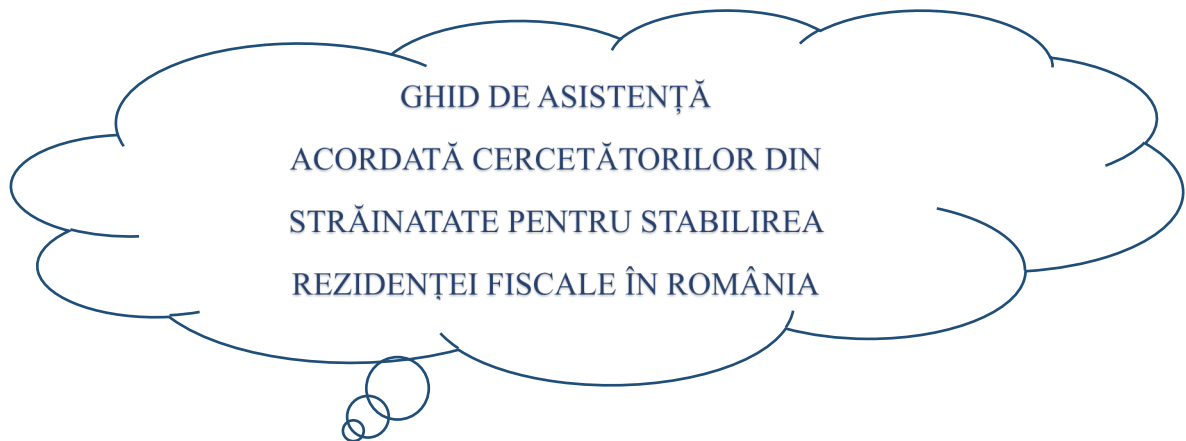 GHID DE ASISTENȚĂ
ACORDATĂ CERCETĂTORILOR DIN
STRĂINATATE PENTRU STABILIREA
REZIDENȚEI FISCALE ÎN ROMÂNIA